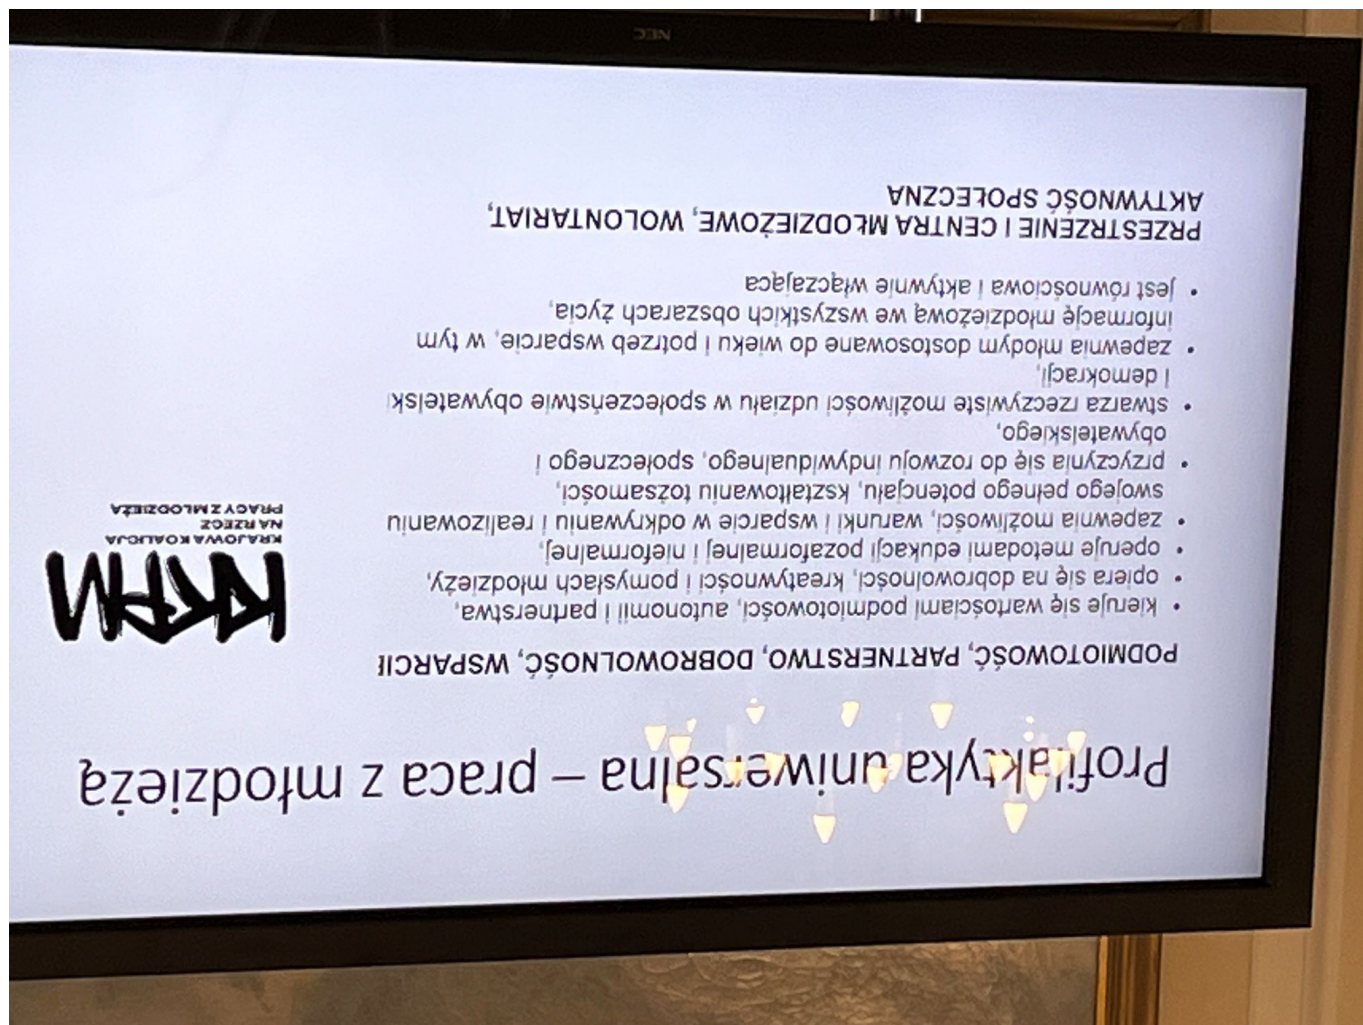 Profilaktyka uniwersalna – praca z młodzieżą
PODMIOTOWOŚĆ, PARTNERSTWO, DOBROWOLNOŚĆ,
• kieruje się wartościami podmiotowości, autonomii i partnerstwa,
• opiera się na dobrowolności, kreatywności i pomysłach młodzieży,
• operuje metodami edukacji pozaformalnej i nieformalnej,
• zapewnia możliwości, warunki i wsparcie w odkrywaniu i realizowaniu
swojego pełnego potencjału, kształtowaniu tożsamości,
• przyczynia się do rozwoju indywidualnego, społecznego i
obywatelskiego,
• stwarza rzeczywiste możliwości udziału w społeczeństwie
i demokracji,
• zapewnia młodym dostosowane do wieku i potrzeb wsparcie, w tym
informację młodzieżową we wszystkich obszarach życia,
• jest równościowa i aktywnie włączająca
PRZESTRZENIE I CENTRA MŁODZIEŻOWE, WOLONTARIAT,
AKTYWNOŚĆ SPOŁECZNA
KRAJOWA KOALICJA
NA RZECZ
PRACY Z MŁODZIEŻĄ
NEC